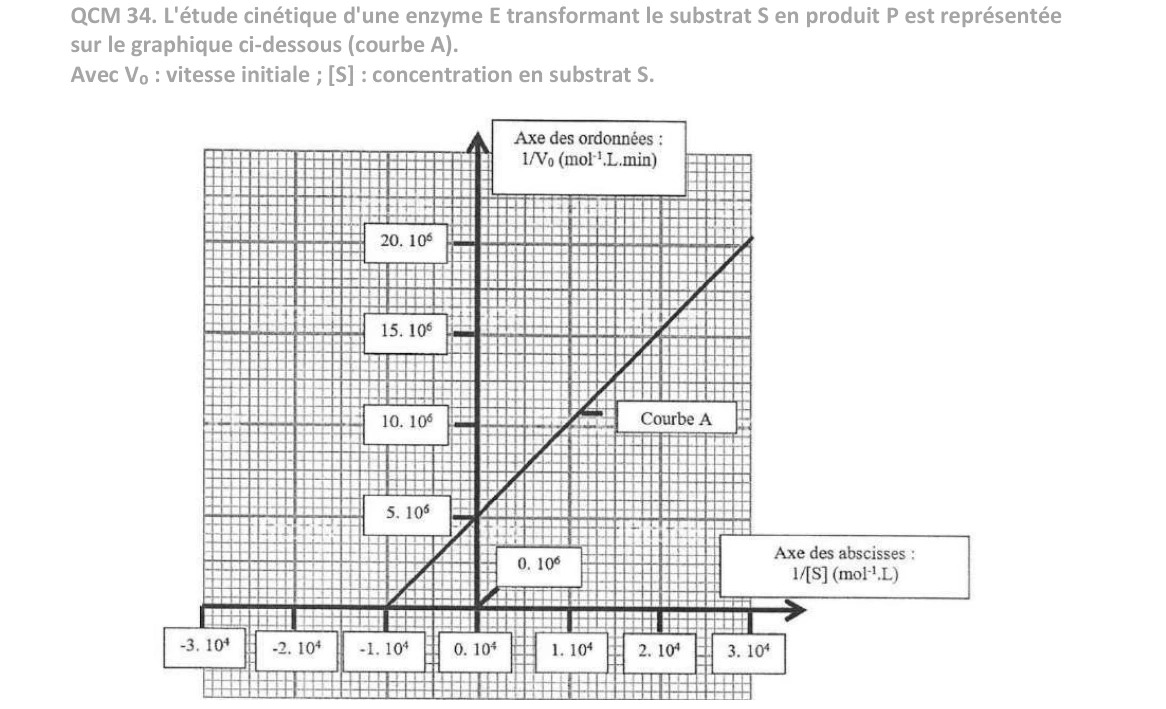 QCM 34. L'étude cinétique d'une enzyme E transformant le substrat S en produit P est représentée
sur le graphique ci-dessous (courbe A).
Avec V₀ : vitesse initiale ; [S] : concentration en substrat S.
Axe des ordonnées :
1/V₀ (mol⁻¹.L.min)
20. 10⁶
15. 10⁶
10. 10⁶
Courbe A
5. 10⁶
0. 10⁶
Axe des abscisses :
1/[S] (mol⁻¹.L)
-3. 10⁴
-2. 10⁴
-1. 10⁴
0. 10⁴
1. 10⁴
2. 10⁴
3. 10⁴